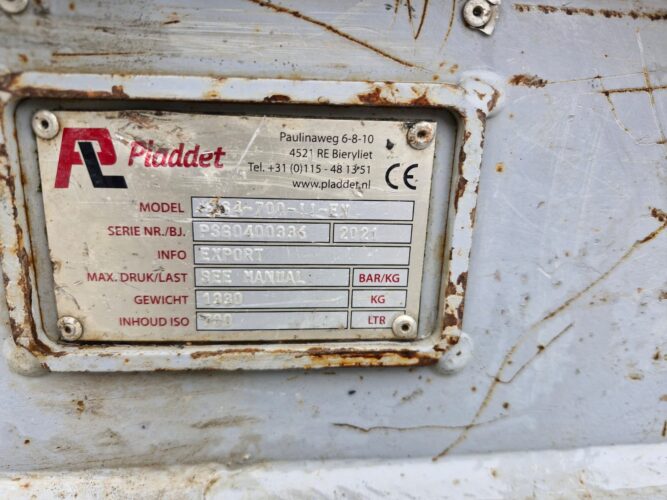 PL Pladdet
Paulinaweg 6-8-10
4521 RE Biervliet
Tel. +31 (0)115 - 48 13 51
www.pladdet.nl
CE
MODEL
SERIE NR./BJ. 2021
INFO EXPORT
MAX. DRUK/LAST SEE MANUAL BAR/KG
GEWICHT KG
INHOUD ISO LTR